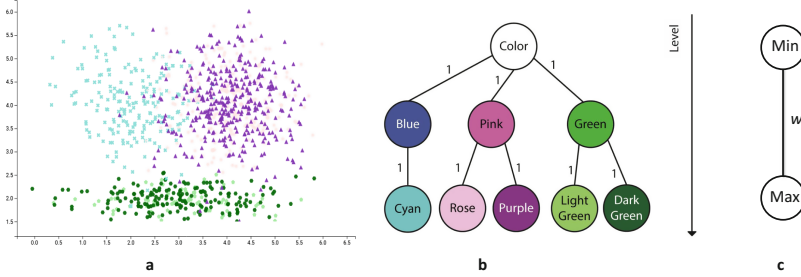 6.0
5.5
5.0
4.5
4.0
3.5
3.0
2.5
2.0
1.5
0.0 0.5 1.0 1.5 2.0 2.5 3.0 3.5 4.0 4.5 5.0 5.5 6.0 6.5
a
Color
1 1 1
Blue Pink Green
1 1 1 1 1
Cyan Rose Purple Light Green Dark Green
b
Level
Min
w
Max
c